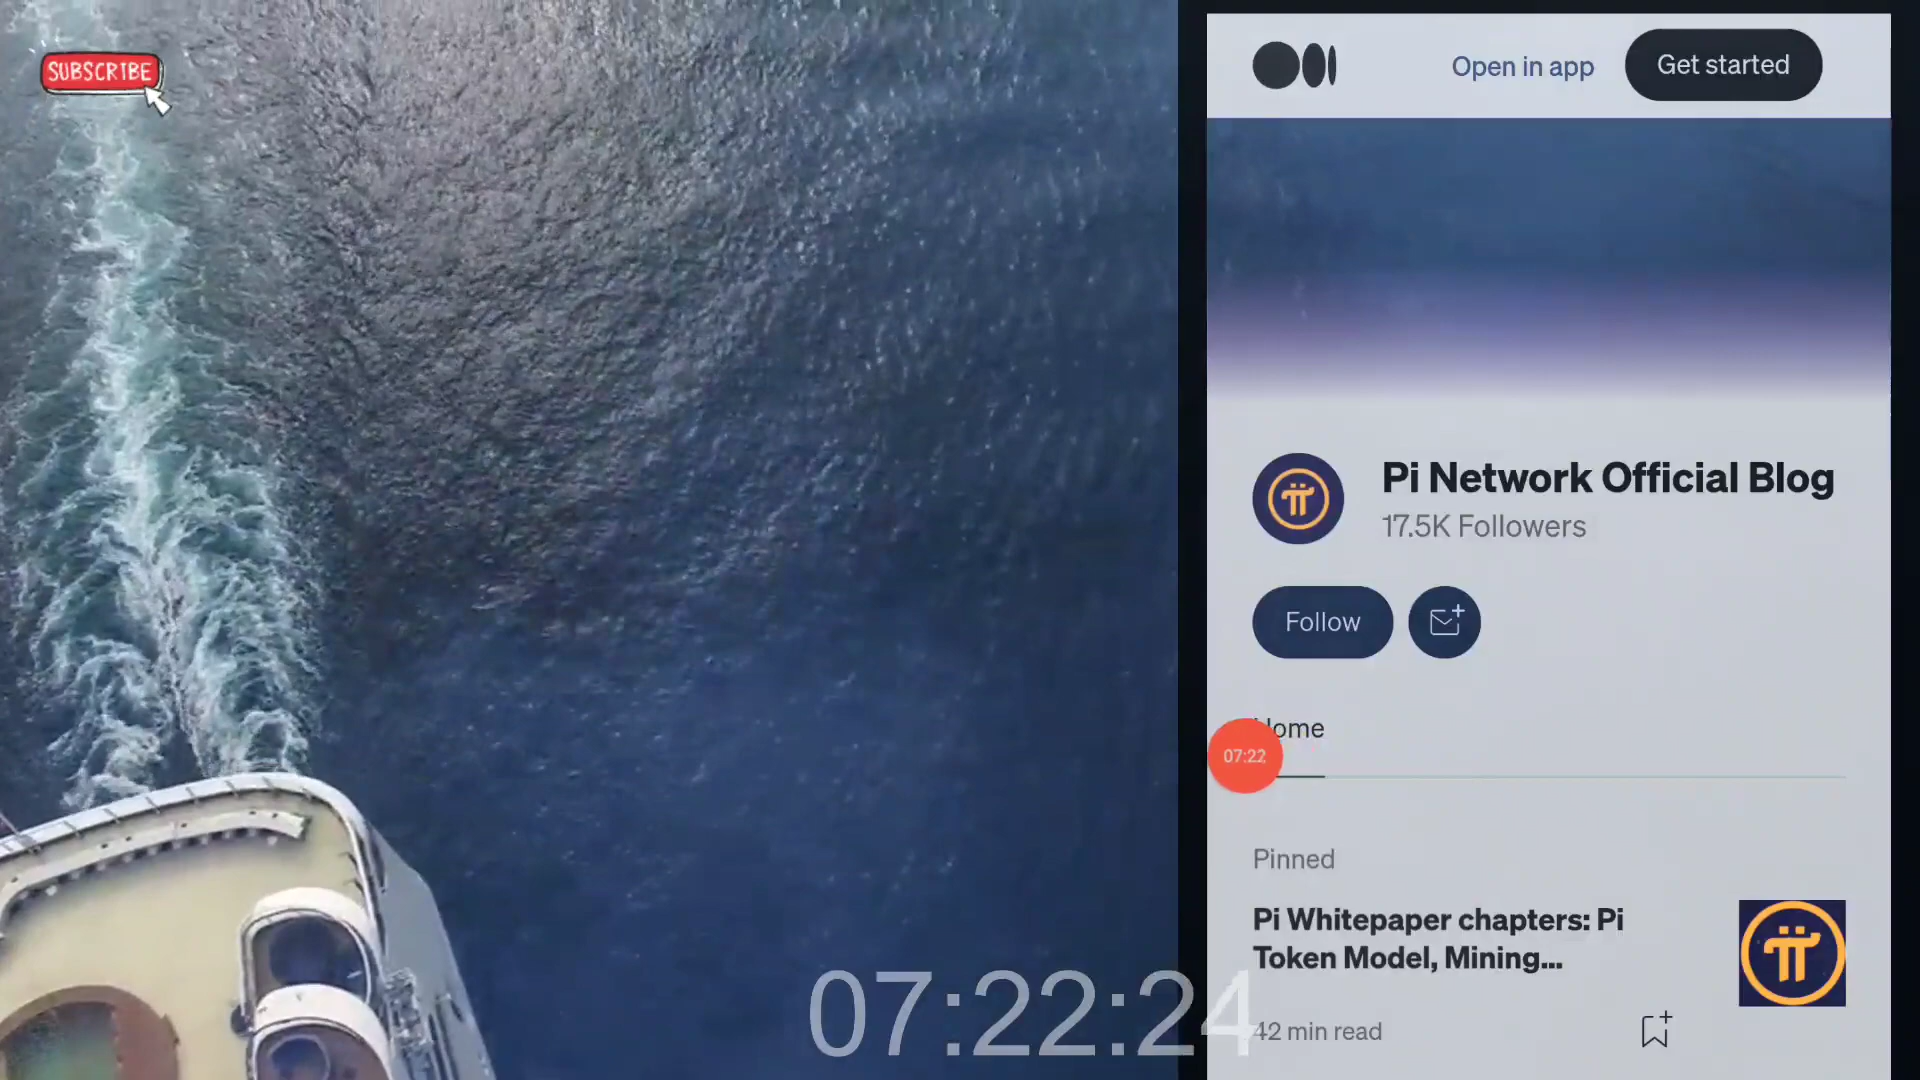 SUBSCRIBE
Open in app
Get started
Pi Network Official Blog
17.5K Followers
Follow
Home
07:22
Pinned
Pi Whitepaper chapters: Pi
Token Model, Mining...
42 min read
07:22:24